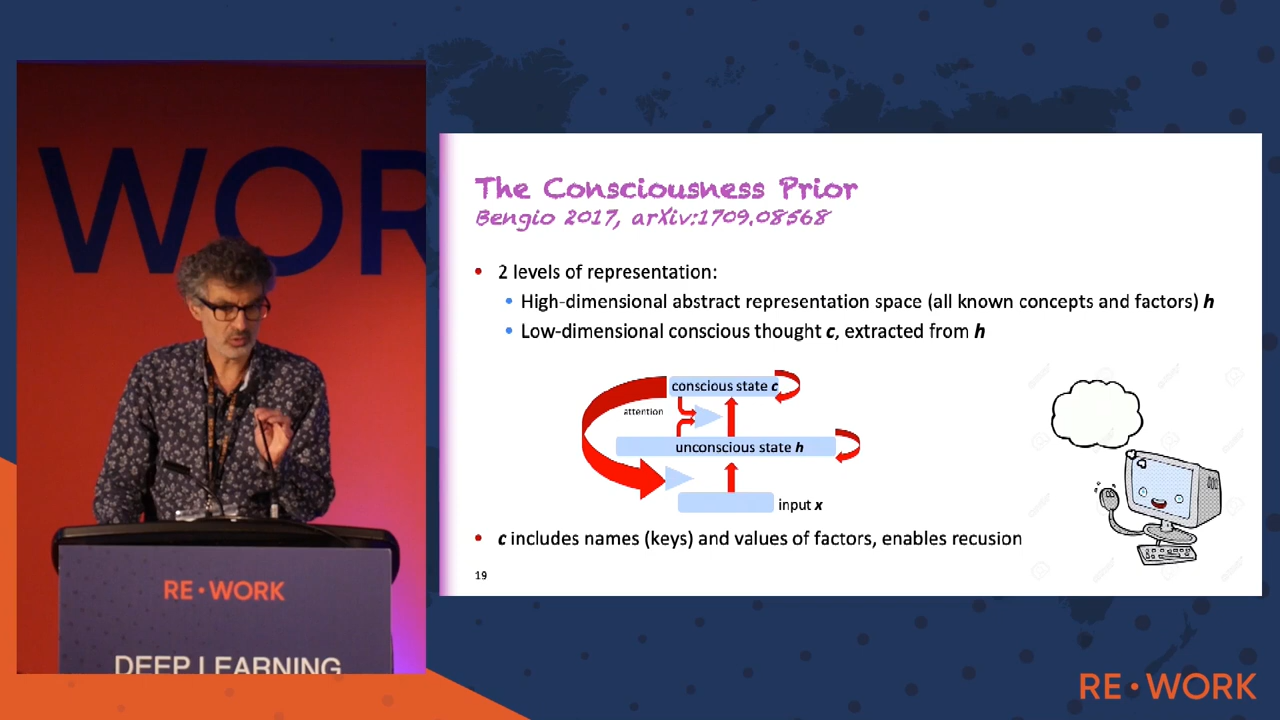 WOR
RE•WORK
DEEP LEARNING
The Consciousness Prior
Bengio 2017, arXiv:1709.08568
• 2 levels of representation:
• High-dimensional abstract representation space (all known concepts and factors) h
• Low-dimensional conscious thought c, extracted from h
conscious state c
attention
unconscious state h
input x
• c includes names (keys) and values of factors, enables recusion
19
RE•WORK